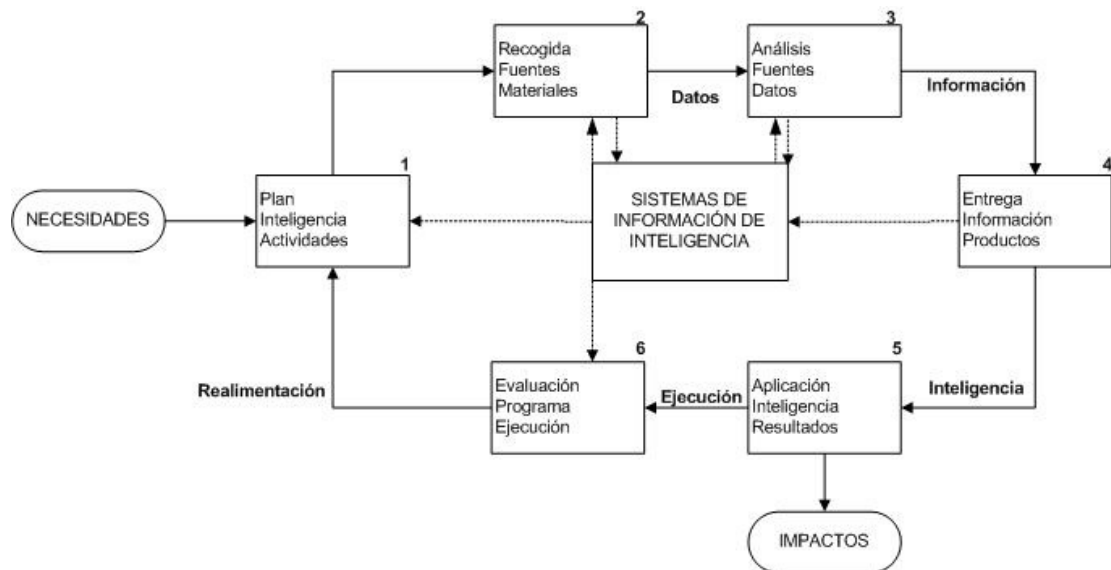 2
Recogida
Fuentes
Materiales
3
Análisis
Fuentes
Datos
Datos
Información
1
Plan
Inteligencia
Actividades
NECESIDADES
SISTEMAS DE
INFORMACIÓN DE
INTELIGENCIA
4
Entrega
Información
Productos
6
Evaluación
Programa
Ejecución
5
Aplicación
Inteligencia
Resultados
Realimentación
Ejecución
Inteligencia
IMPACTOS